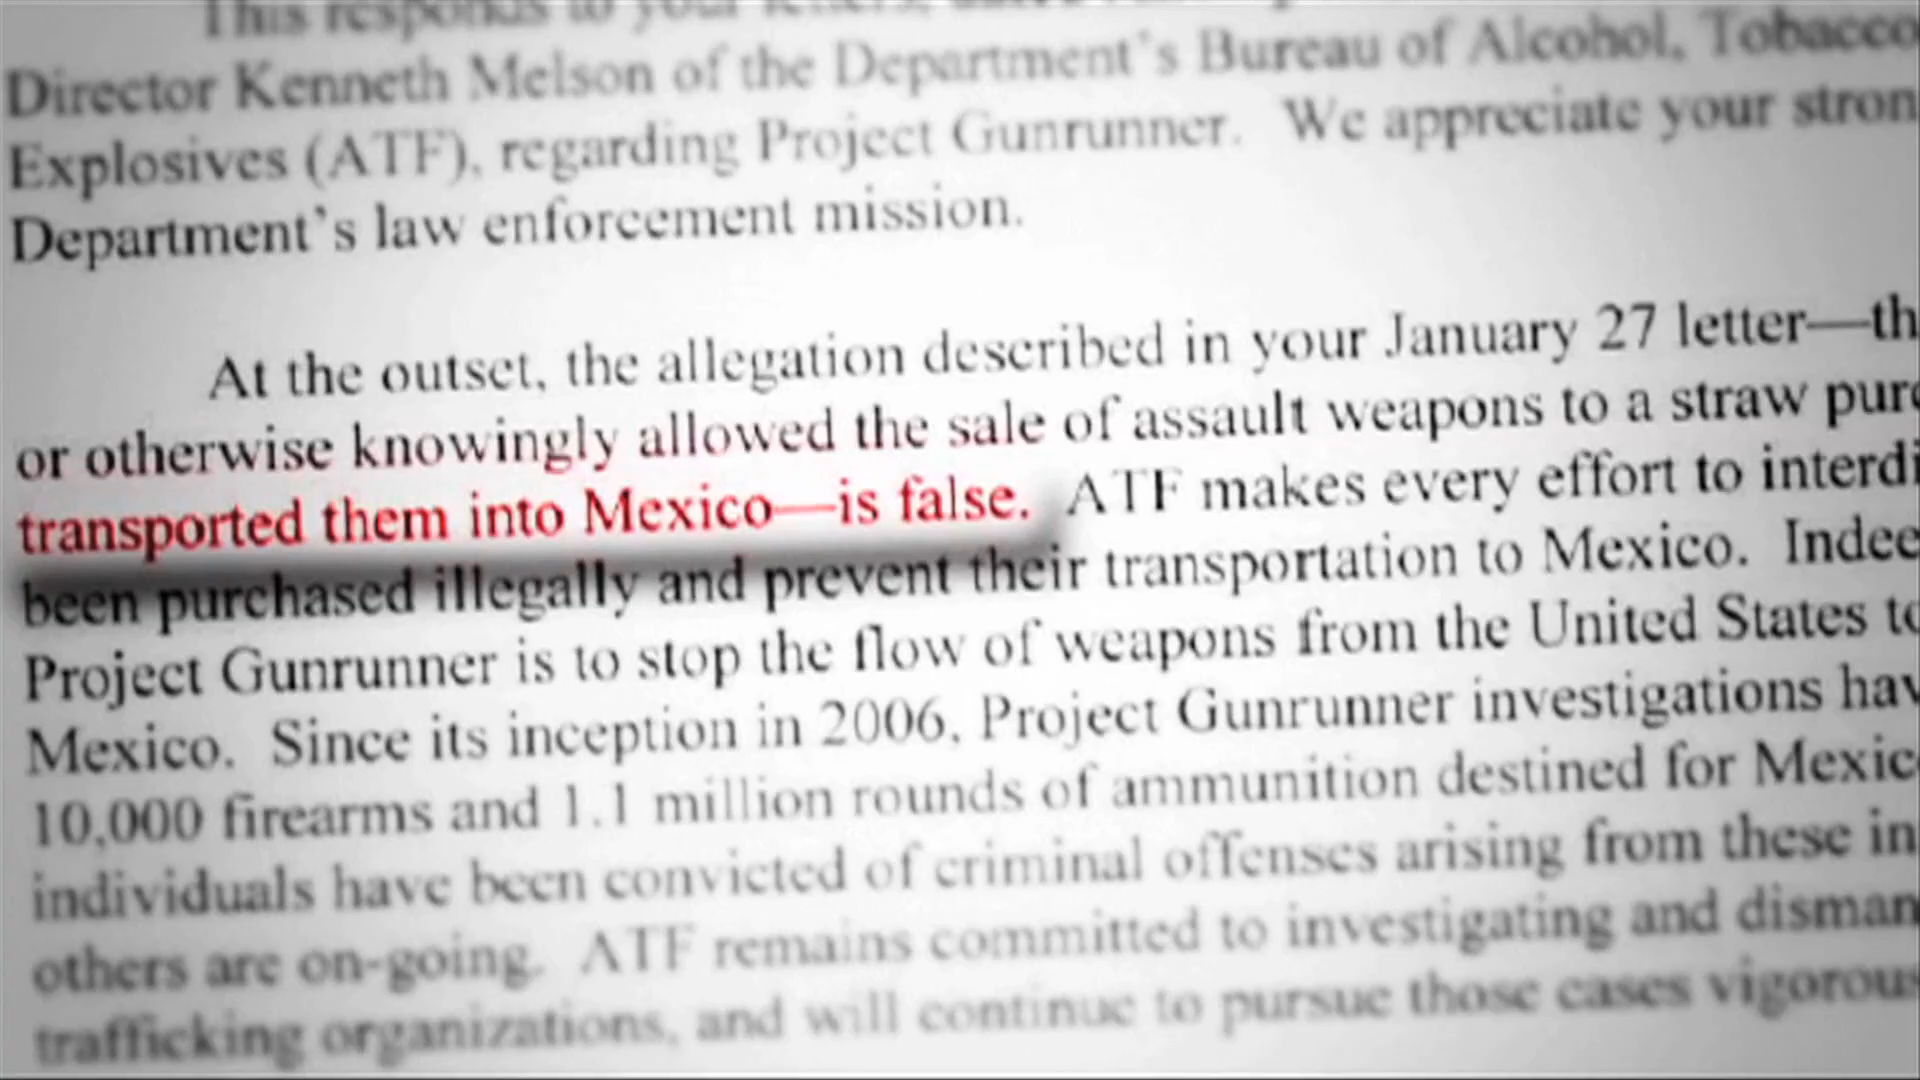 This responds to your letters,
Director Kenneth Melson of the Department's Bureau of Alcohol, Tobacco
Explosives (ATF), regarding Project Gunrunner. We appreciate your stron
Department's law enforcement mission.
At the outset, the allegation described in your January 27 letter—th
or otherwise knowingly allowed the sale of assault weapons to a straw purc
transported them into Mexico—is false. ATF makes every effort to interdi
been purchased illegally and prevent their transportation to Mexico. Indee
Project Gunrunner is to stop the flow of weapons from the United States to
Mexico. Since its inception in 2006, Project Gunrunner investigations hav
10,000 firearms and 1.1 million rounds of ammunition destined for Mexic
individuals have been convicted of criminal offenses arising from these in
others are on-going. ATF remains committed to investigating and disman
trafficking organizations, and will continue to pursue those cases vigorous